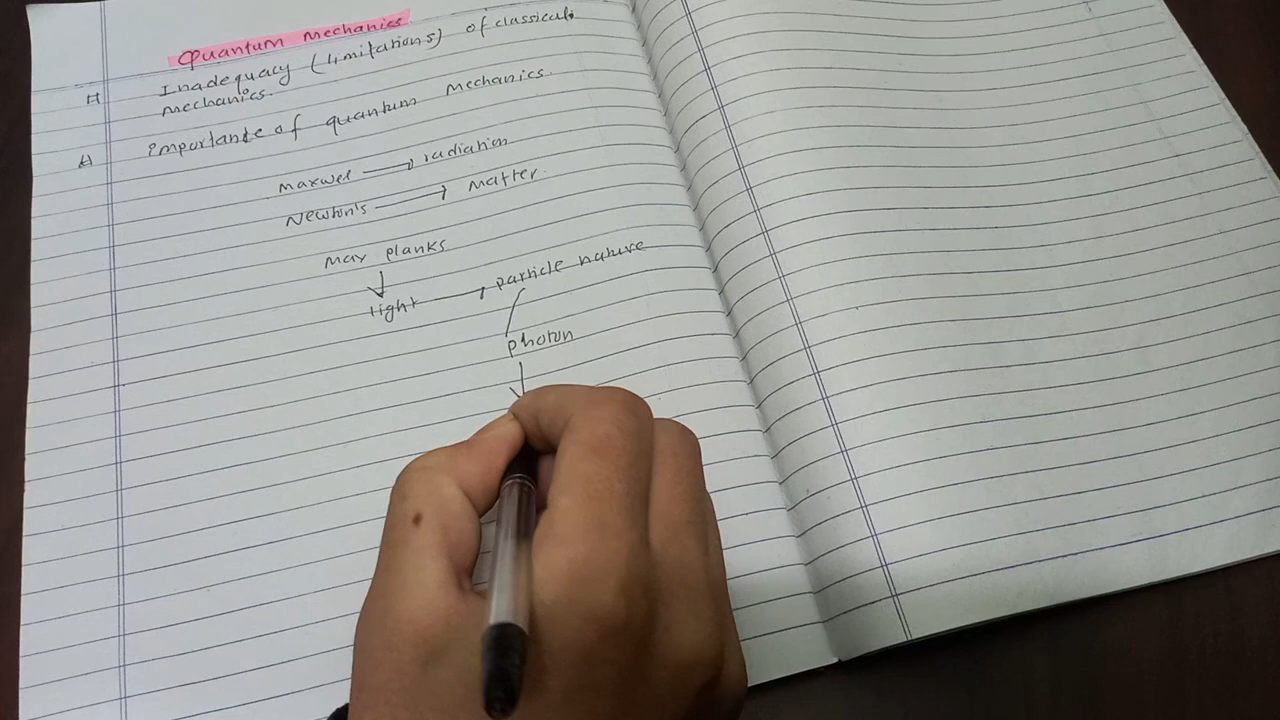 Quantum mechanics
H Inadequacy (limitations) of classical
mechanics.
A importance of quantum mechanics.
Maxwel → radiation
Newton's → Matter.
Max planks
↓
light → particle nature
photon
↓